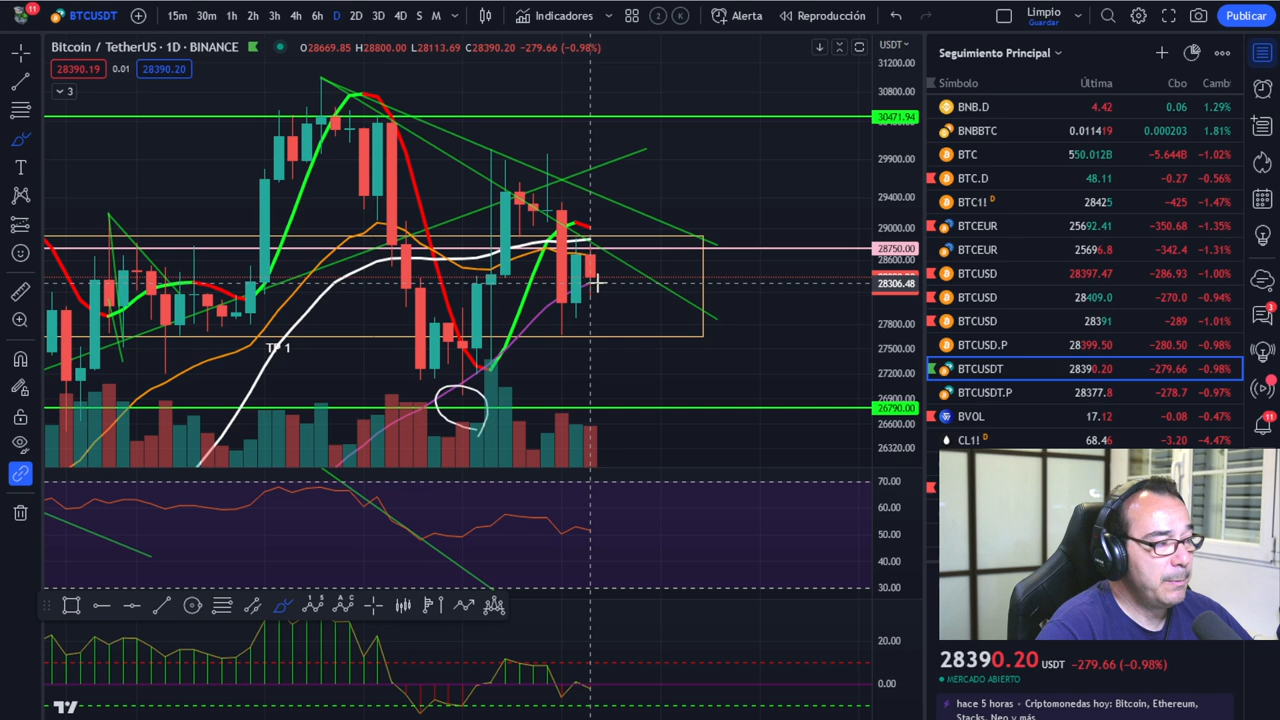 11
BTCUSDT
15m 30m 1h 2h 3h 4h 6h D 2D 3D 4D S M
Indicadores
2 K
Alerta
Reproducción
Limpio
Guardar
Publicar
Bitcoin / TetherUS · 1D · BINANCE
O28669.85 H28800.00 L28113.69 C28390.20 −279.66 (−0.98%)
28390.19 0.01 28390.20
3
USDT
31200.00
30800.00
30471.94
29900.00
29400.00
29000.00
28750.00
28600.00
28306.48
27800.00
27500.00
27200.00
26900.00
26790.00
26600.00
26320.00
TP 1
70.00
60.00
50.00
40.00
30.00
20.00
0.00
Seguimiento Principal
Símbolo Última Cbo Camb
BNB.D 4.42 0.06 1.29%
BNBBTC 0.011419 0.000203 1.81%
BTC 550.012B −5.644B −1.02%
BTC.D 48.11 −0.27 −0.56%
BTC1! D 28425 −425 −1.47%
BTCEUR 25692.41 −350.68 −1.35%
BTCEUR 25696.8 −342.4 −1.31%
BTCUSD 28397.47 −286.93 −1.00%
BTCUSD 28409.0 −270.0 −0.94%
BTCUSD 28391 −289 −1.01%
BTCUSD.P 28399.50 −280.50 −0.98%
BTCUSDT 28390.20 −279.66 −0.98%
BTCUSDT.P 28377.8 −278.7 −0.97%
BVOL 17.12 −0.08 −0.47%
CL1! D 68.46 −3.20 −4.47%
3
11
28390.20 USDT −279.66 (−0.98%)
MERCADO ABIERTO
hace 5 horas • Criptomonedas hoy: Bitcoin, Ethereum,
Stacks, Neo y más